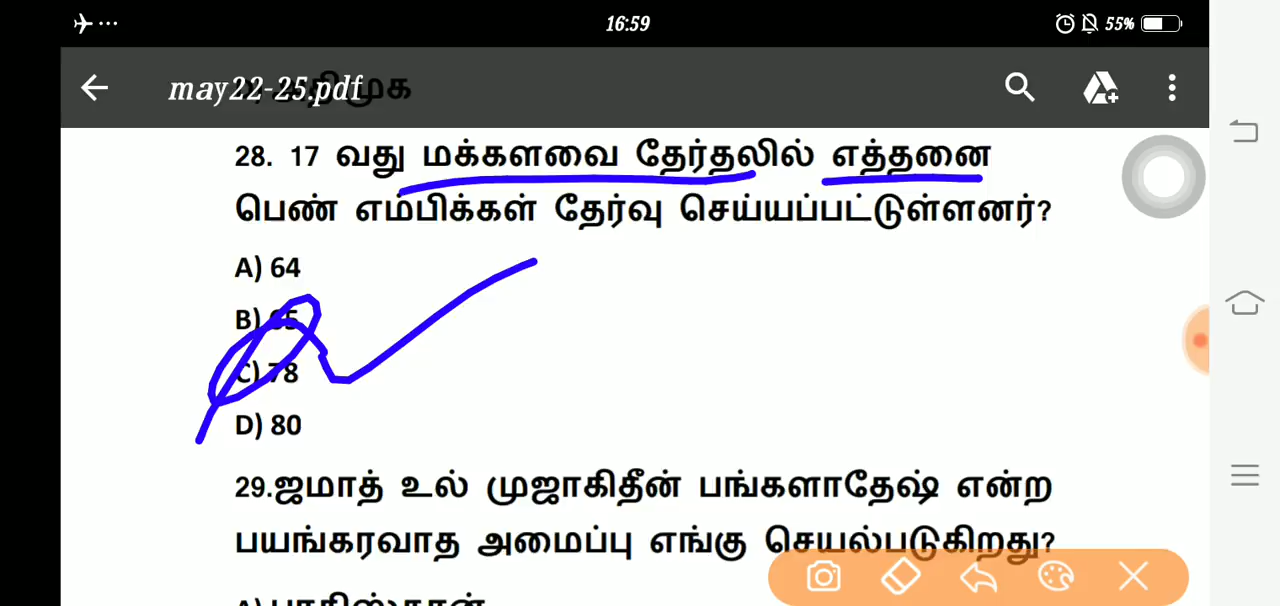 16:59
55%
may22-25.pdf
28. 17 வது மக்களவை தேர்தலில் எத்தனை
பெண் எம்பிக்கள் தேர்வு செய்யப்பட்டுள்ளனர்?
A) 64
B) 65
C) 78
D) 80
29.ஜமாத் உல் முஜாகிதீன் பங்களாதேஷ் என்ற
பயங்கரவாத அமைப்பு எங்கு செயல்படுகிறது?